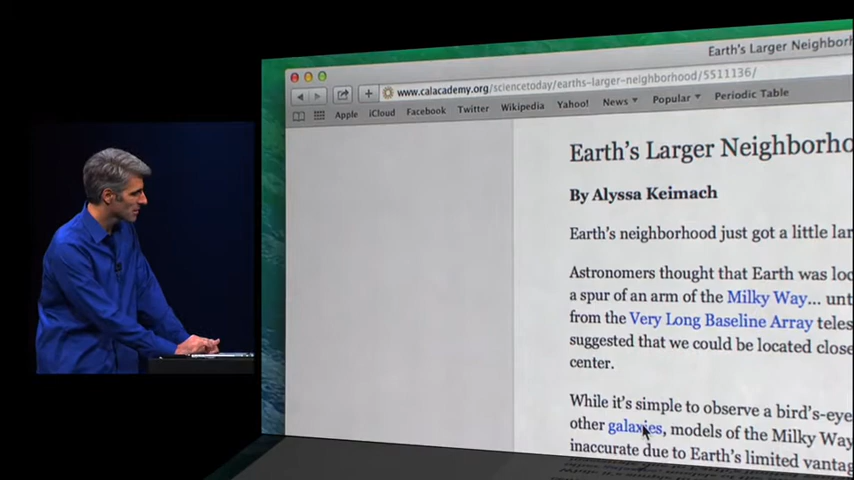 Earth's Larger Neighborh
www.calacademy.org/sciencetoday/earths-larger-neighborhood/5511136/
Apple iCloud Facebook Twitter Wikipedia Yahoo! News Popular Periodic Table
Earth's Larger Neighborho
By Alyssa Keimach
Earth's neighborhood just got a little lar
Astronomers thought that Earth was loc
a spur of an arm of the Milky Way... unt
from the Very Long Baseline Array teles
suggested that we could be located close
center.
While it's simple to observe a bird's-eye
other galaxies, models of the Milky Way
inaccurate due to Earth's limited vantag